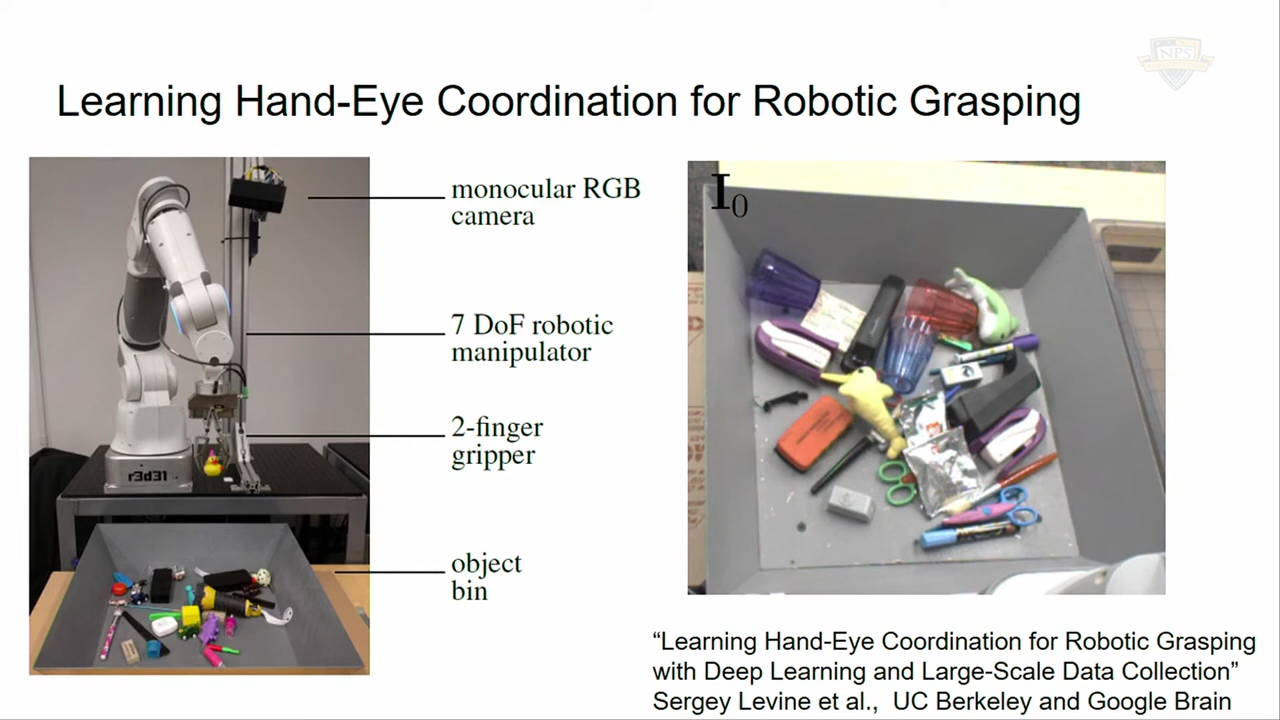 NPS
Learning Hand-Eye Coordination for Robotic Grasping
monocular RGB
camera
7 DoF robotic
manipulator
2-finger
gripper
object
bin
r3d31
I0
“Learning Hand-Eye Coordination for Robotic Grasping
with Deep Learning and Large-Scale Data Collection”
Sergey Levine et al., UC Berkeley and Google Brain